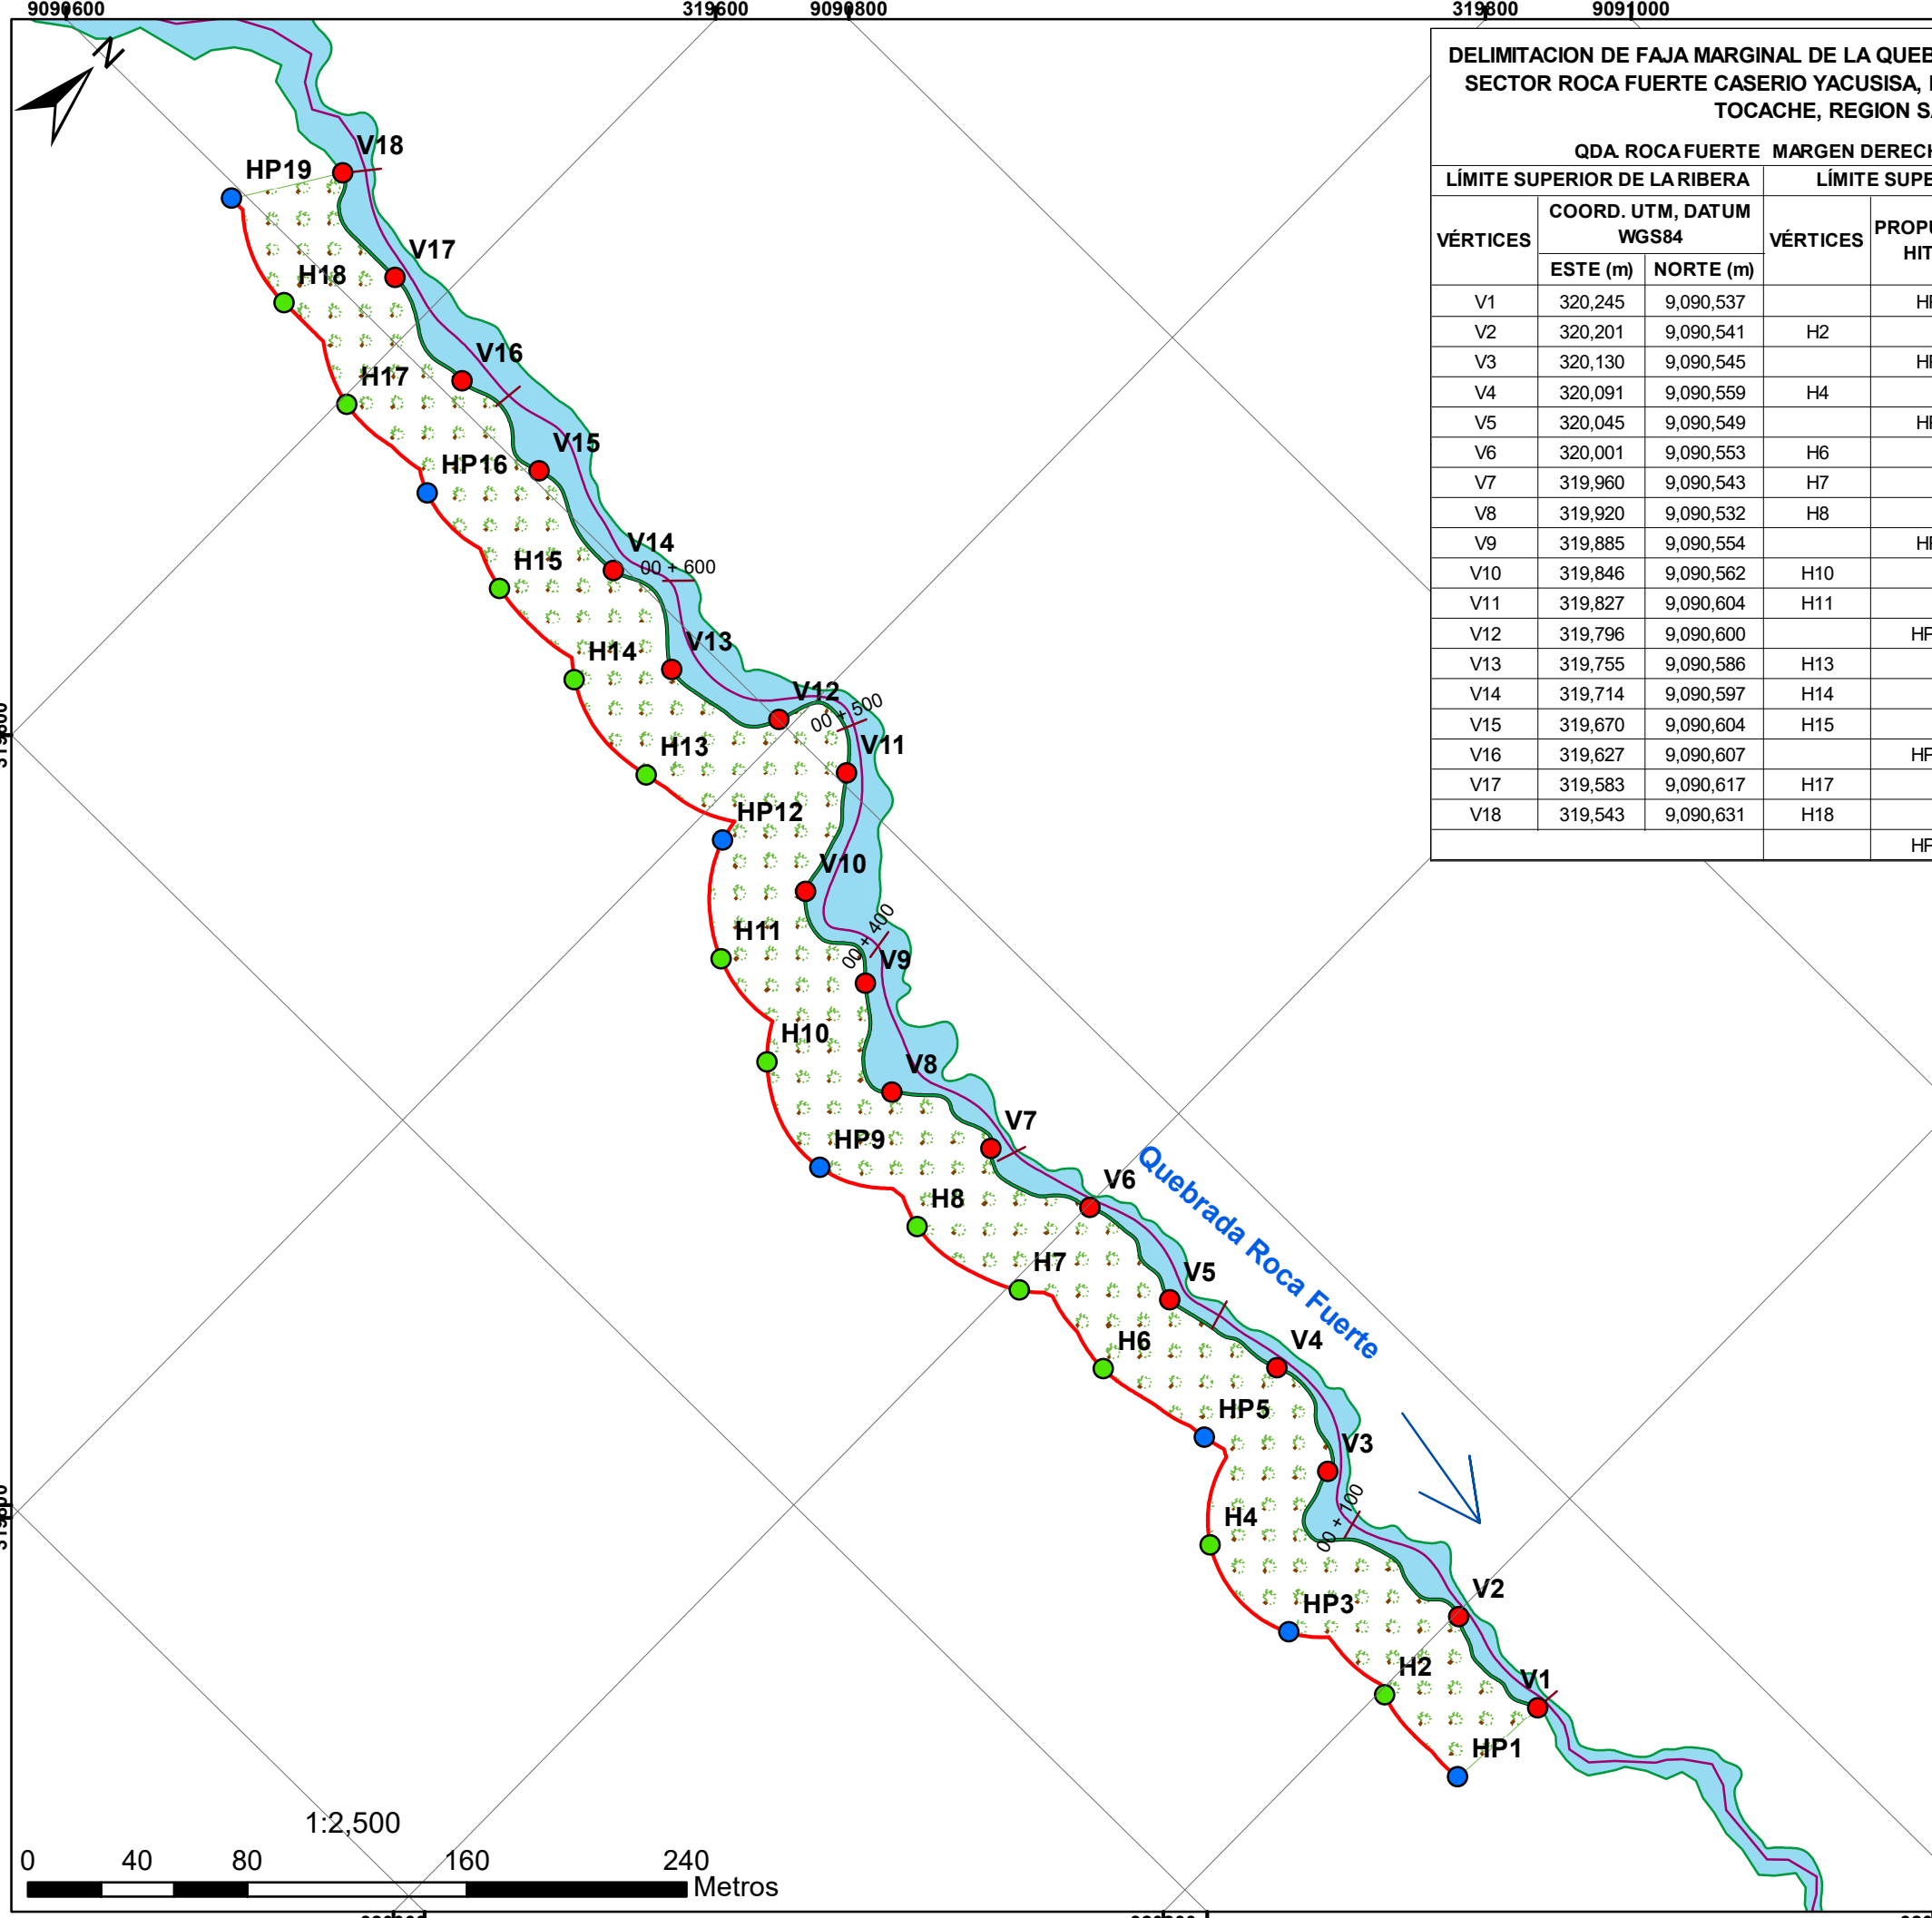 9090600 319600 9090800 319800 9091000
N
DELIMITACION DE FAJA MARGINAL DE LA QUEB
SECTOR ROCA FUERTE CASERIO YACUSISA,
TOCACHE, REGION S
QDA. ROCA FUERTE MARGEN DERECH
LÍMITE SUPERIOR DE LA RIBERA LÍMITE SUPE
VÉRTICES COORD. UTM, DATUM WGS84 VÉRTICES PROPU HIT
ESTE (m) NORTE (m)
V1 320,245 9,090,537 HP
V2 320,201 9,090,541 H2
V3 320,130 9,090,545 HP
V4 320,091 9,090,559 H4
V5 320,045 9,090,549 HP
V6 320,001 9,090,553 H6
V7 319,960 9,090,543 H7
V8 319,920 9,090,532 H8
V9 319,885 9,090,554 HP
V10 319,846 9,090,562 H10
V11 319,827 9,090,604 H11
V12 319,796 9,090,600 HP
V13 319,755 9,090,586 H13
V14 319,714 9,090,597 H14
V15 319,670 9,090,604 H15
V16 319,627 9,090,607 HP
V17 319,583 9,090,617 H17
V18 319,543 9,090,631 H18
HP
V18
HP19
V17
H18
V16
H17
V15
HP16
V14
00 + 600
H15
V13
H14
V12
00 + 500
V11
H13
HP12
V10
00 + 400
H11
V9
H10
V8
V7
HP9
Quebrada Roca Fuerte
V6
H8
H7
V5
V4
H6
HP5
V3
00 + 100
H4
V2
HP3
H2
V1
HP1
1:2,500
0 40 80 160 240
Metros